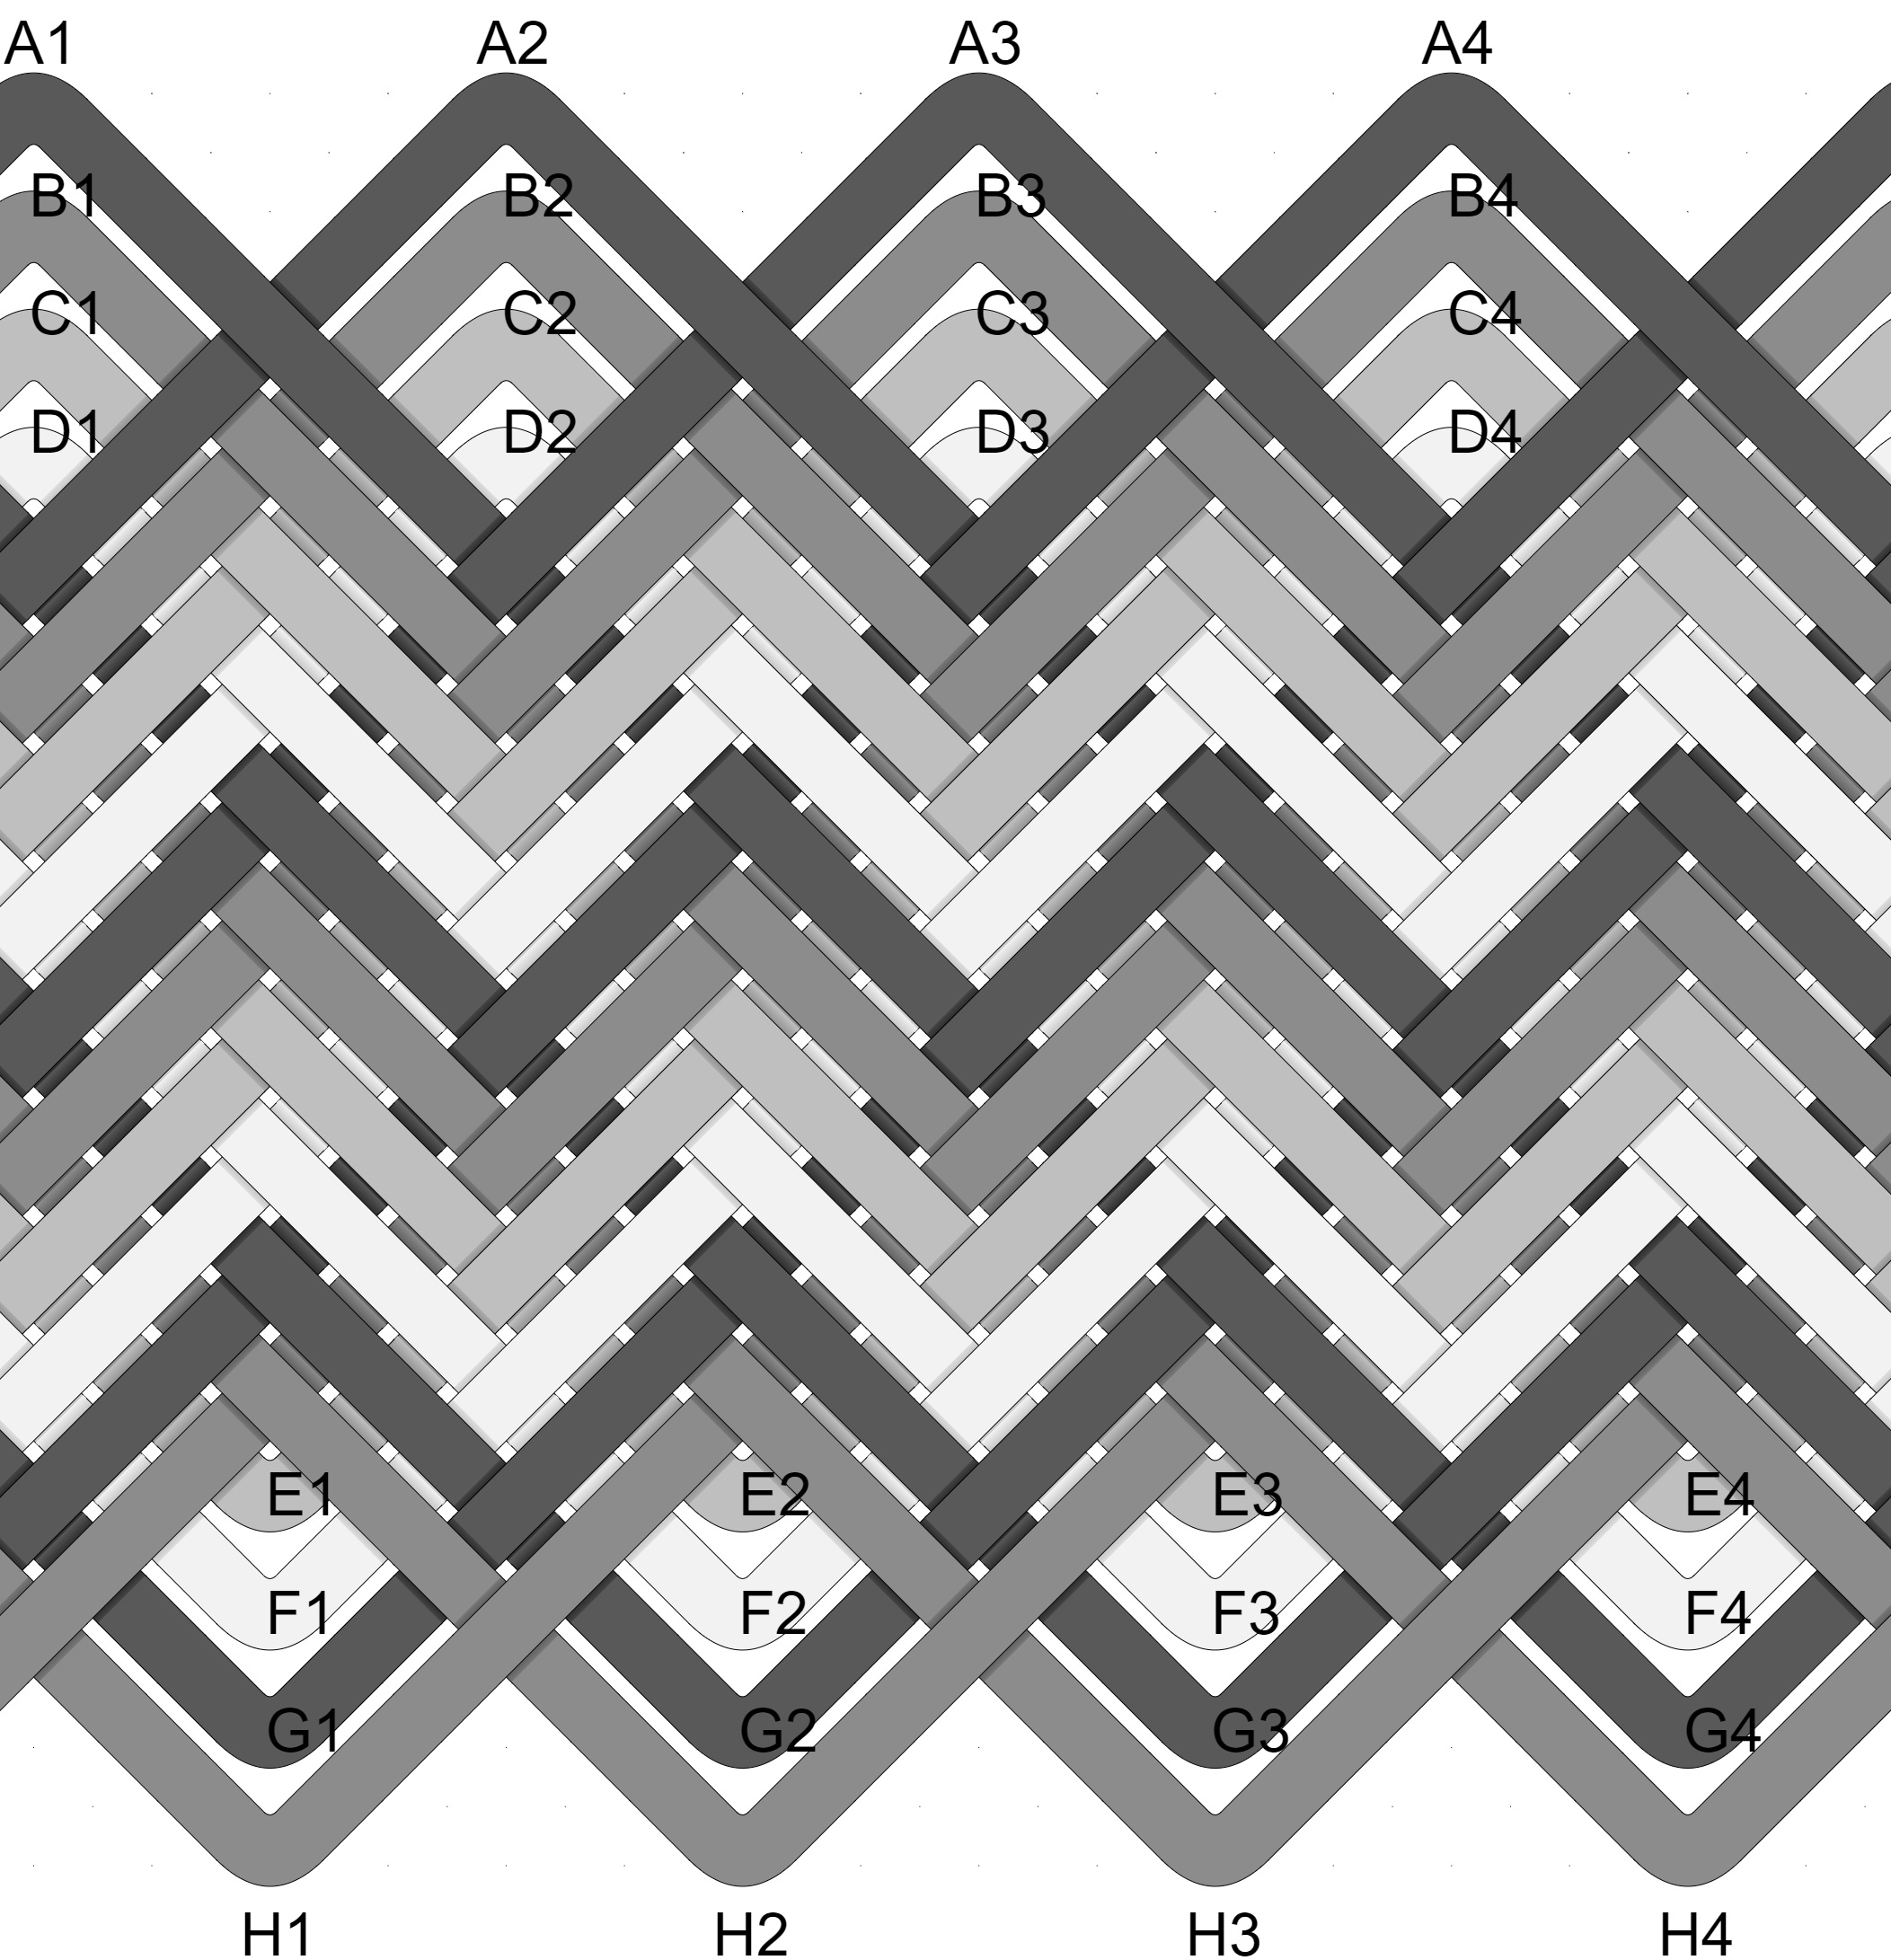 A1 A2 A3 A4
B1 B2 B3 B4
C1 C2 C3 C4
D1 D2 D3 D4
E1 E2 E3 E4
F1 F2 F3 F4
G1 G2 G3 G4
H1 H2 H3 H4